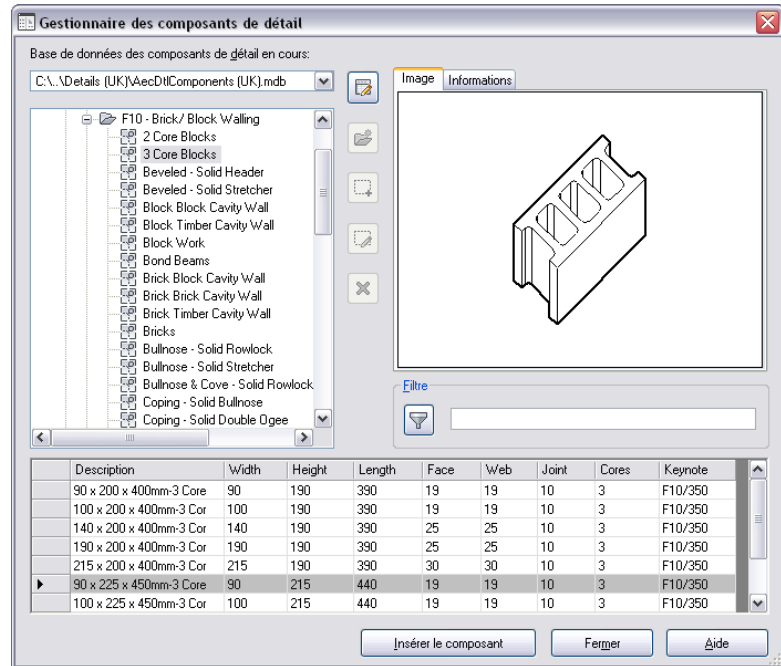 Gestionnaire des composants de détail
Base de données des composants de détail en cours:
C:\..\Details (UK)\AecDtlComponents (UK).mdb
F10 - Brick/ Block Walling
2 Core Blocks
3 Core Blocks
Beveled - Solid Header
Beveled - Solid Stretcher
Block Block Cavity Wall
Block Timber Cavity Wall
Block Work
Bond Beams
Brick Block Cavity Wall
Brick Brick Cavity Wall
Brick Timber Cavity Wall
Bricks
Bullnose - Solid Rowlock
Bullnose - Solid Stretcher
Bullnose & Cove - Solid Rowlock
Coping - Solid Bullnose
Coping - Solid Double Ogee
Image Informations
Filtre
Description Width Height Length Face Web Joint Cores Keynote
90 x 200 x 400mm-3 Core 90 190 390 19 19 10 3 F10/350
100 x 200 x 400mm-3 Cor 100 190 390 19 19 10 3 F10/350
140 x 200 x 400mm-3 Cor 140 190 390 25 25 10 3 F10/350
190 x 200 x 400mm-3 Cor 190 190 390 25 25 10 3 F10/350
215 x 200 x 400mm-3 Cor 215 190 390 30 30 10 3 F10/350
90 x 225 x 450mm-3 Core 90 215 440 19 19 10 3 F10/350
100 x 225 x 450mm-3 Cor 100 215 440 19 19 10 3 F10/350
Insérer le composant Fermer Aide